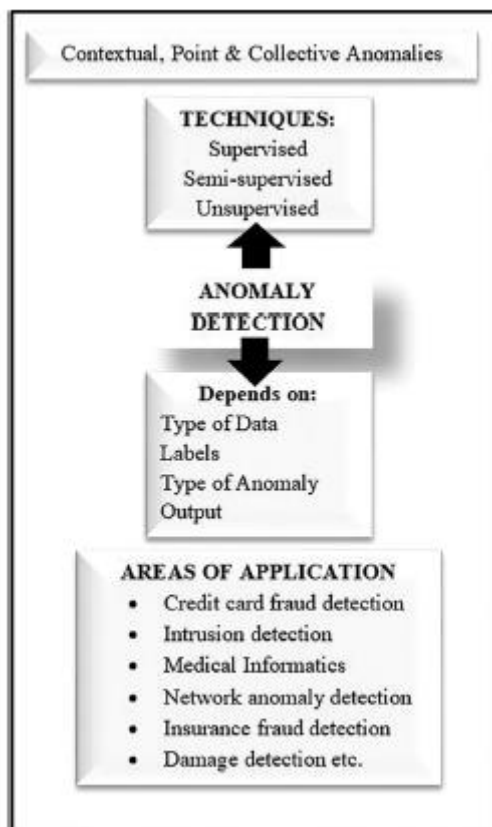 Contextual, Point & Collective Anomalies
TECHNIQUES:
Supervised
Semi-supervised
Unsupervised
ANOMALY
DETECTION
Depends on:
Type of Data
Labels
Type of Anomaly
Output
AREAS OF APPLICATION
• Credit card fraud detection
• Intrusion detection
• Medical Informatics
• Network anomaly detection
• Insurance fraud detection
• Damage detection etc.